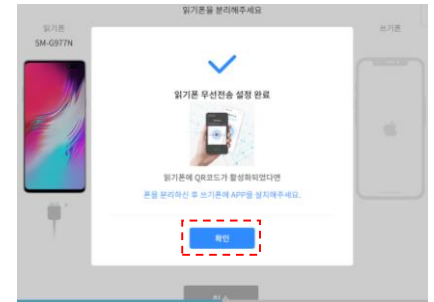 읽기폰을 분리해주세요
읽기폰
쓰기폰
SM-G977N
읽기폰 무선전송 설정 완료
읽기폰에 QR코드가 활성화되었다면
폰을 분리하신 후 쓰기폰에 APP을 설치해주세요.
확인